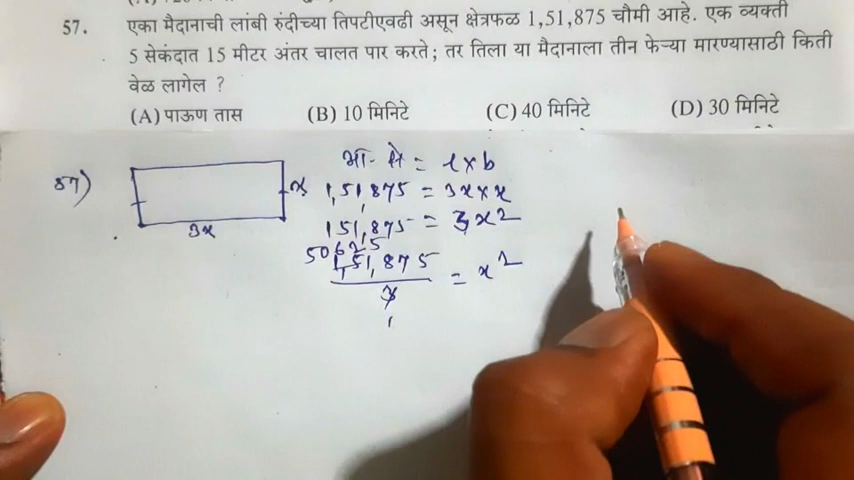 57. एका मैदानाची लांबी रुंदीच्या तिपटीएवढी असून क्षेत्रफळ 1,51,875 चौमी आहे. एक व्यक्ती
5 सेकंदात 15 मीटर अंतर चालत पार करते; तर तिला या मैदानाला तीन फेऱ्या मारण्यासाठी किती
वेळ लागेल ?
(A) पाऊण तास (B) 10 मिनिटे (C) 40 मिनिटे (D) 30 मिनिटे
57) x 3x
आ. क्षे = l x b
1,51,875 = 3x x x
151,875 = 3x2
50625
151,875 / 3 = x2
1